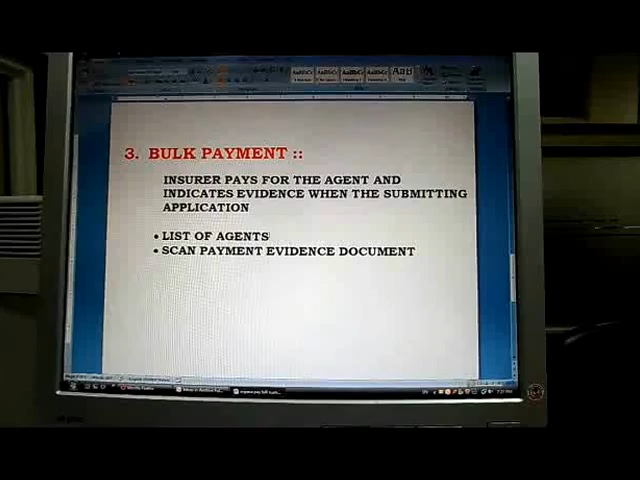 3. BULK PAYMENT ::
INSURER PAYS FOR THE AGENT AND
INDICATES EVIDENCE WHEN THE SUBMITTING
APPLICATION
• LIST OF AGENTS
• SCAN PAYMENT EVIDENCE DOCUMENT